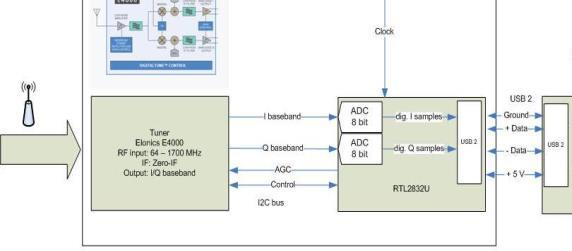 E4000
DIGITALTUNE™ CONTROL
Clock
Tuner
Elonics E4000
RF input: 64 – 1700 MHz
IF: Zero-IF
Output: I/Q baseband
I baseband
Q baseband
AGC
Control
I2C bus
ADC
8 bit
ADC
8 bit
dig. I samples
dig. Q samples
USB 2
RTL2832U
USB 2
Ground
+ Data
- Data
+ 5 V
USB 2